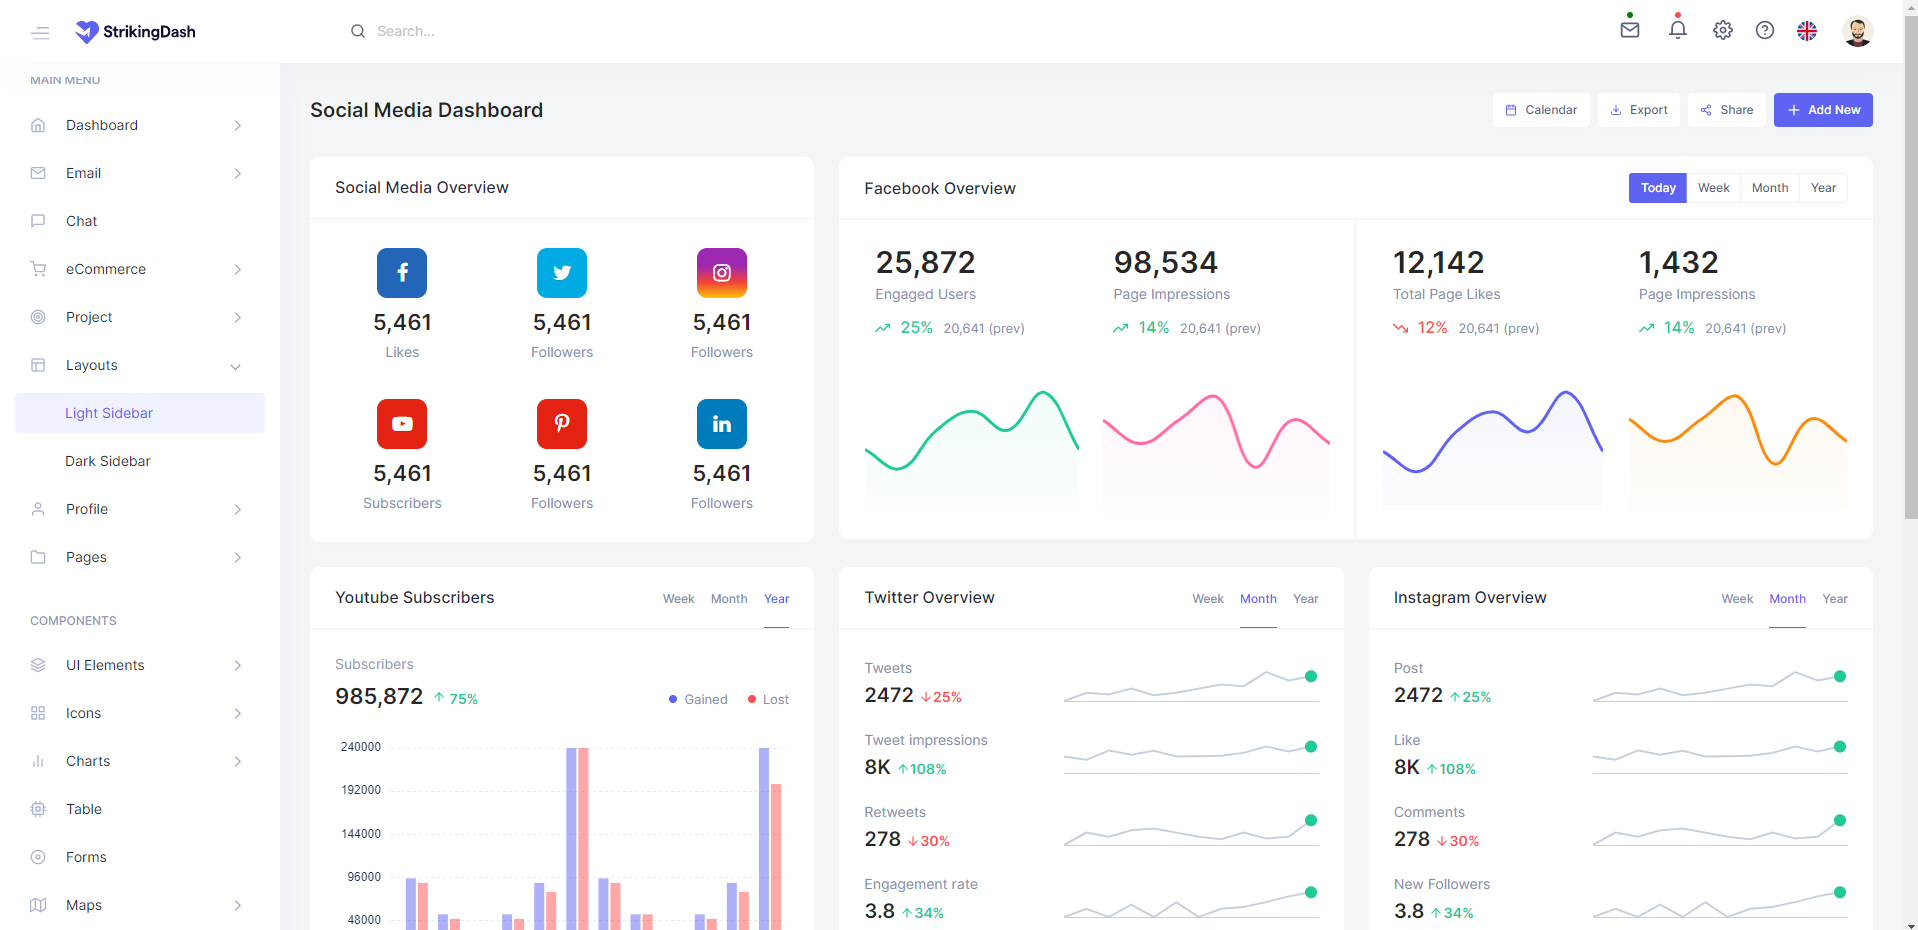 StrikingDash
Search...
MAIN MENU
Dashboard
Email
Chat
eCommerce
Project
Layouts
Light Sidebar
Dark Sidebar
Profile
Pages
COMPONENTS
UI Elements
Icons
Charts
Table
Forms
Maps
Social Media Dashboard
Calendar
Export
Share
Add New
Social Media Overview
5,461 5,461 5,461
Likes Followers Followers
5,461 5,461 5,461
Subscribers Followers Followers
Facebook Overview
Today Week Month Year
25,872 98,534 12,142 1,432
Engaged Users Page Impressions Total Page Likes Page Impressions
25% 20,641 (prev) 14% 20,641 (prev) 12% 20,641 (prev) 14% 20,641 (prev)
Youtube Subscribers
Week Month Year
Subscribers
985,872 75%
Gained Lost
240000
192000
144000
96000
48000
Twitter Overview
Week Month Year
Tweets
2472 25%
Tweet impressions
8K 108%
Retweets
278 30%
Engagement rate
3.8 34%
Instagram Overview
Week Month Year
Post
2472 25%
Like
8K 108%
Comments
278 30%
New Followers
3.8 34%